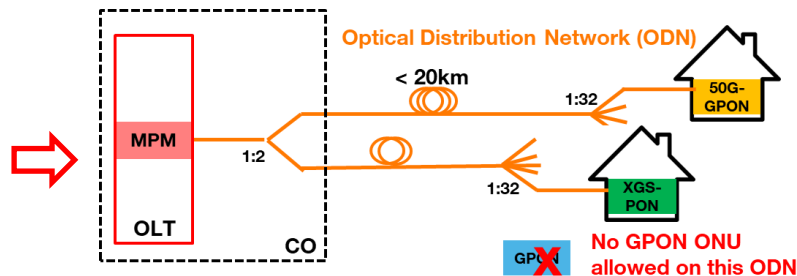 Optical Distribution Network (ODN)
< 20km
1:32
50G-
GPON
MPM
1:2
1:32
XGS-
PON
OLT
CO
GPON
X
No GPON ONU
allowed on this ODN